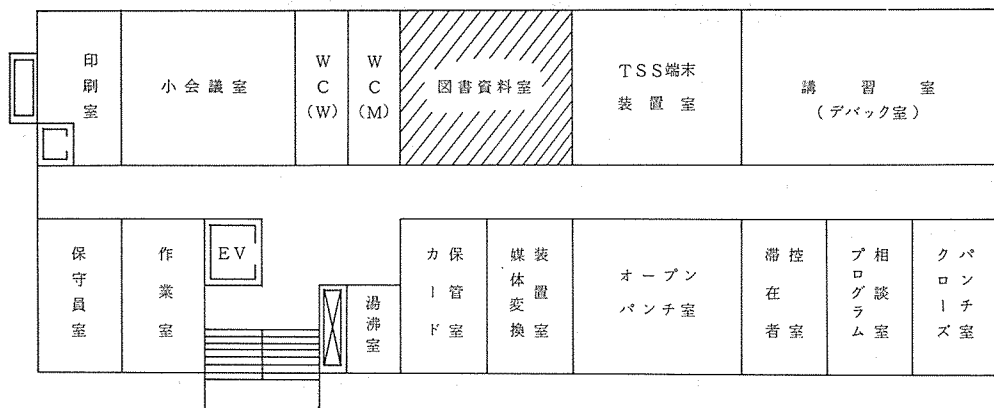 印刷室
小会議室
WC(W)
WC(M)
図書資料室
TSS端末
装置室
講習室
(デバック室)
保守員室
作業室
EV
湯沸室
カード
保管室
媒体変換
装置室
オープン
パンチ室
滞在者
控室
プログラム
相談室
クローズ
パンチ室